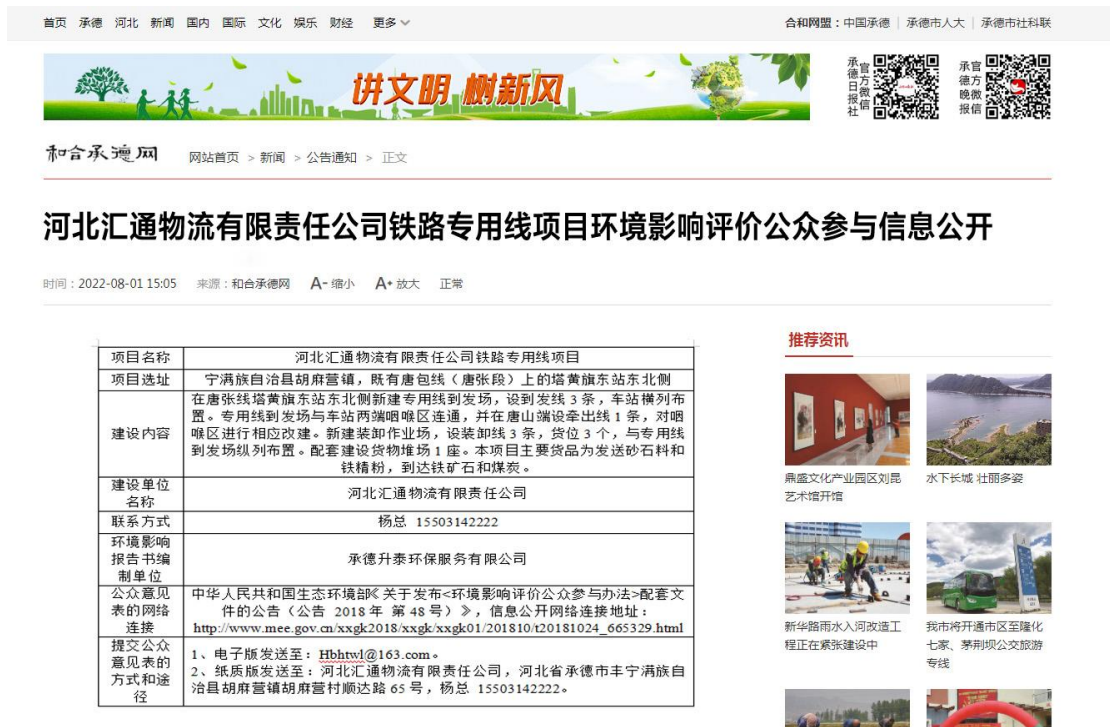 首页 承德 河北 新闻 国内 国际 文化 娱乐 财经 更多
合和网盟：中国承德 | 承德市人大 | 承德市社科联
讲文明 树新风
承德日报社
官方微信
承德晚报
官方微信
和合承德网
网站首页 > 新闻 > 公告通知 > 正文
河北汇通物流有限责任公司铁路专用线项目环境影响评价公众参与信息公开
时间：2022-08-01 15:05 来源：和合承德网 A- 缩小 A+ 放大 正常
项目名称 河北汇通物流有限责任公司铁路专用线项目
项目选址 宁满族自治县胡麻营镇，既有唐包线（唐张段）上的塔黄旗东站东北侧
建设内容
在唐张线塔黄旗东站东北侧新建专用线到发场，设到发线 3 条，车站横列布
置。专用线到发场与车站两端咽喉区连通，并在唐山端设牵出线 1 条，对咽
喉区进行相应改建。新建装卸作业场，设装卸线 3 条，货位 3 个，与专用线
到发场纵列布置。配套建设货物堆场 1 座。本项目主要货品为发送砂石料和
铁精粉，到达铁矿石和煤炭。
建设单位
名称
河北汇通物流有限责任公司
联系方式 杨总 15503142222
环境影响
报告书编
制单位
承德升泰环保服务有限公司
公众意见
表的网络
连接
中华人民共和国生态环境部《关于发布<环境影响评价公众参与办法>配套文
件的公告（公告 2018 年 第 48 号）》，信息公开网络连接地址：
http://www.mee.gov.cn/xxgk2018/xxgk/xxgk01/201810/t20181024_665329.html
提交公众
意见表的
方式和途
径
1、电子版发送至：Hbhtwl@163.com。
2、纸质版发送至：河北汇通物流有限责任公司，河北省承德市丰宁满族自
治县胡麻营镇胡麻营村顺达路 65 号，杨总 15503142222。
推荐资讯
鼎盛文化产业园区刘昆
艺术馆开馆
水下长城 壮丽多姿
新华路雨水入河改造工
程正在紧张建设中
我市将开通市区至隆化
七家、茅荆坝公交旅游
专线